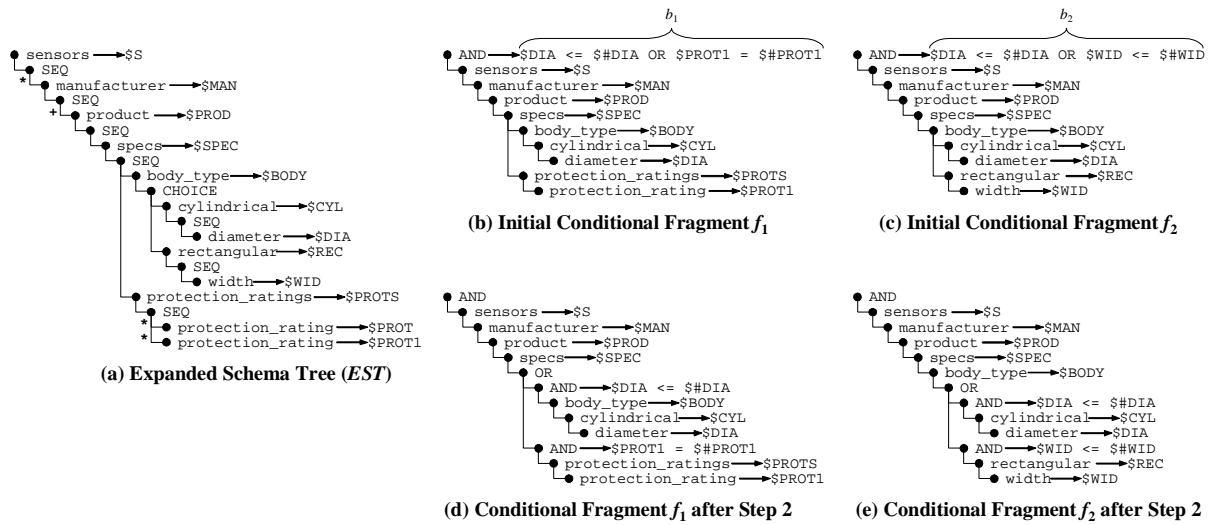 sensors $S
SEQ
* manufacturer $MAN
SEQ
+ product $PROD
SEQ
specs $SPEC
SEQ
body_type $BODY
CHOICE
cylindrical $CYL
SEQ
diameter $DIA
rectangular $REC
SEQ
width $WID
protection_ratings $PROTS
SEQ
* protection_rating $PROT
* protection_rating $PROT1
(a) Expanded Schema Tree (EST)
b1
AND $DIA <= $#DIA OR $PROT1 = $#PROT1
sensors $S
manufacturer $MAN
product $PROD
specs $SPEC
body_type $BODY
cylindrical $CYL
diameter $DIA
protection_ratings $PROTS
protection_rating $PROT1
(b) Initial Conditional Fragment f1
b2
AND $DIA <= $#DIA OR $WID <= $#WID
sensors $S
manufacturer $MAN
product $PROD
specs $SPEC
body_type $BODY
cylindrical $CYL
diameter $DIA
rectangular $REC
width $WID
(c) Initial Conditional Fragment f2
AND
sensors $S
manufacturer $MAN
product $PROD
specs $SPEC
OR
AND $DIA <= $#DIA
body_type $BODY
cylindrical $CYL
diameter $DIA
AND $PROT1 = $#PROT1
protection_ratings $PROTS
protection_rating $PROT1
(d) Conditional Fragment f1 after Step 2
AND
sensors $S
manufacturer $MAN
product $PROD
specs $SPEC
body_type $BODY
OR
AND $DIA <= $#DIA
cylindrical $CYL
diameter $DIA
AND $WID <= $#WID
rectangular $REC
width $WID
(e) Conditional Fragment f2 after Step 2